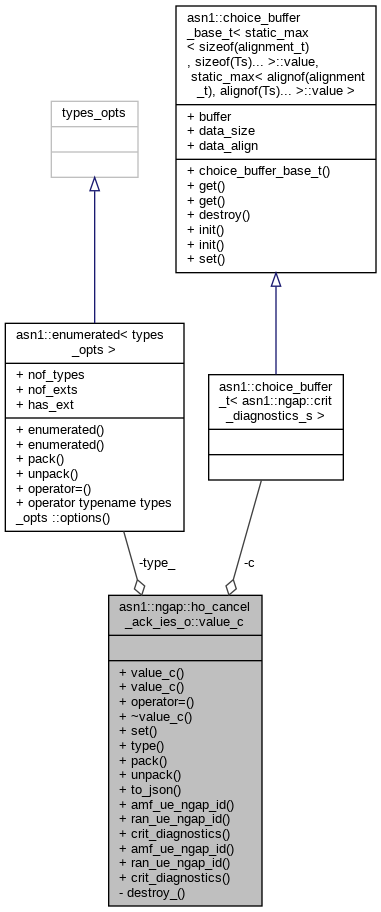 asn1::choice_buffer
_base_t< static_max
< sizeof(alignment_t)
, sizeof(Ts)... >::value,
static_max< alignof(alignment
_t), alignof(Ts)... >::value >
+ buffer
+ data_size
+ data_align
+ choice_buffer_base_t()
+ get()
+ get()
+ destroy()
+ init()
+ init()
+ set()
types_opts
asn1::enumerated< types
_opts >
+ nof_types
+ nof_exts
+ has_ext
+ enumerated()
+ enumerated()
+ pack()
+ unpack()
+ operator=()
+ operator typename types
_opts ::options()
asn1::choice_buffer
_t< asn1::ngap::crit
_diagnostics_s >
-type_
-c
asn1::ngap::ho_cancel
_ack_ies_o::value_c
+ value_c()
+ value_c()
+ operator=()
+ ~value_c()
+ set()
+ type()
+ pack()
+ unpack()
+ to_json()
+ amf_ue_ngap_id()
+ ran_ue_ngap_id()
+ crit_diagnostics()
+ amf_ue_ngap_id()
+ ran_ue_ngap_id()
+ crit_diagnostics()
- destroy_()